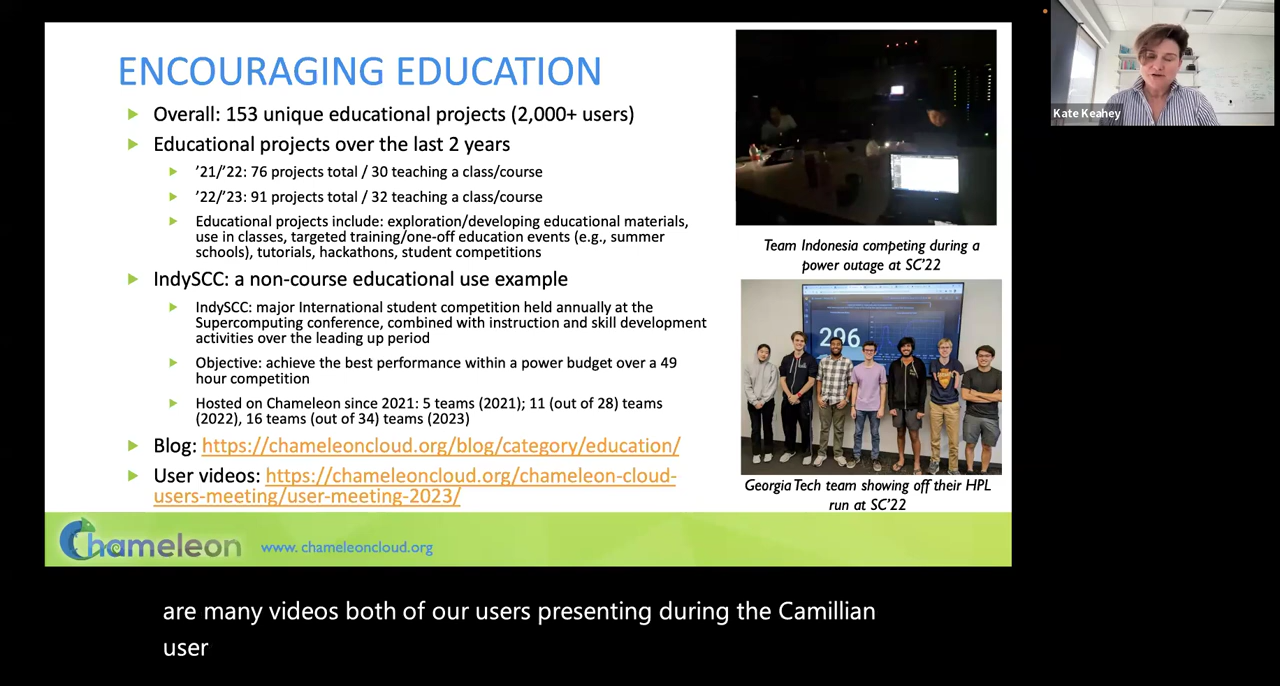 ENCOURAGING EDUCATION
Overall: 153 unique educational projects (2,000+ users)
Educational projects over the last 2 years
’21/’22: 76 projects total / 30 teaching a class/course
’22/’23: 91 projects total / 32 teaching a class/course
Educational projects include: exploration/developing educational materials,
use in classes, targeted training/one-off education events (e.g., summer
schools), tutorials, hackathons, student competitions
IndySCC: a non-course educational use example
IndySCC: major International student competition held annually at the
Supercomputing conference, combined with instruction and skill development
activities over the leading up period
Objective: achieve the best performance within a power budget over a 49
hour competition
Hosted on Chameleon since 2021: 5 teams (2021); 11 (out of 28) teams
(2022), 16 teams (out of 34) teams (2023)
Blog: https://chameleoncloud.org/blog/category/education/
User videos: https://chameleoncloud.org/chameleon-cloud-
users-meeting/user-meeting-2023/
Team Indonesia competing during a
power outage at SC’22
296
Georgia Tech team showing off their HPL
run at SC’22
Chameleon
www. chameleoncloud.org
Kate Keahey
are many videos both of our users presenting during the Camillian
user